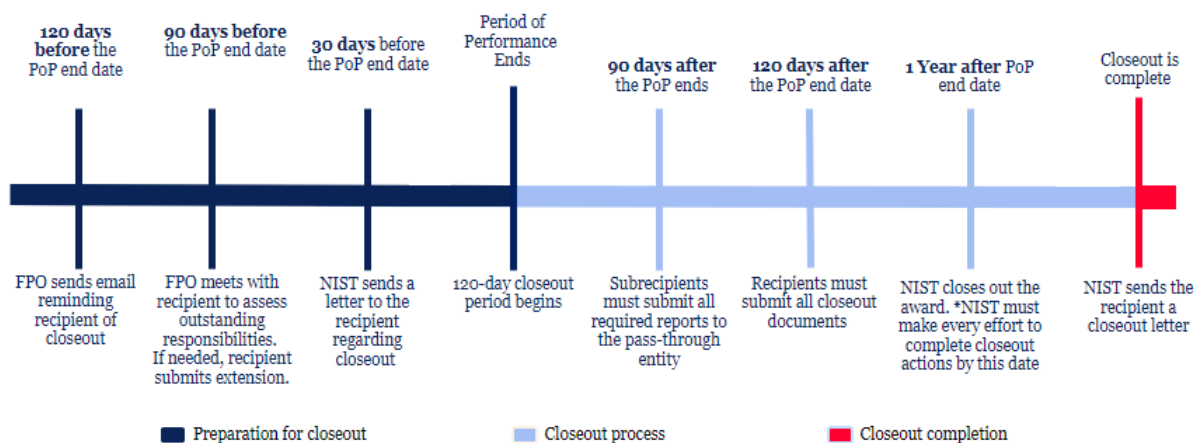 120 days
before the
PoP end date
90 days before
the PoP end date
30 days before
the PoP end date
Period of
Performance
Ends
90 days after
the PoP ends
120 days after
the PoP end date
1 Year after PoP
end date
Closeout is
complete
FPO sends email
reminding
recipient of
closeout
FPO meets with
recipient to assess
outstanding
responsibilities.
If needed, recipient
submits extension.
NIST sends a
letter to the
recipient
regarding
closeout
120-day closeout
period begins
Subrecipients
must submit all
required reports to
the pass-through
entity
Recipients must
submit all closeout
documents
NIST closes out the
award. *NIST must
make every effort to
complete closeout
actions by this date
NIST sends the
recipient a
closeout letter
Preparation for closeout
Closeout process
Closeout completion